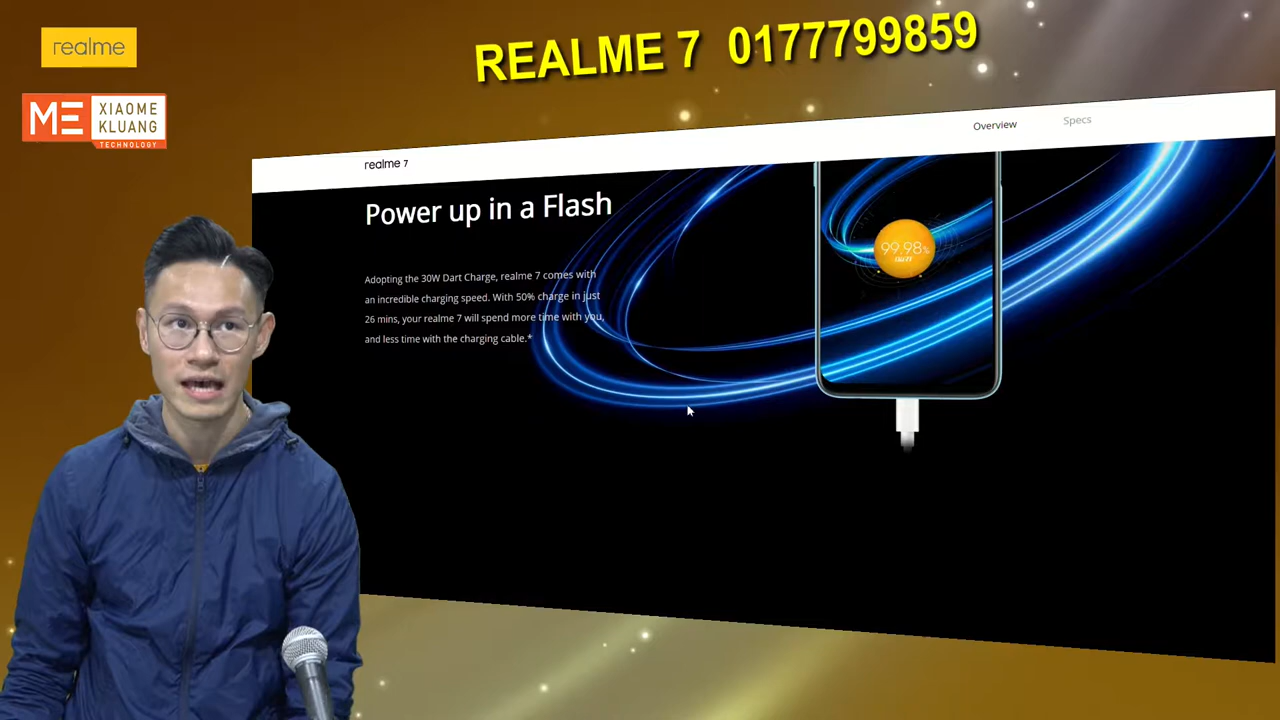 realme
REALME 7 0177799859
ME XIAOME
KLUANG
TECHNOLOGY
Overview
Specs
realme 7
Power up in a Flash
99.98%
Adopting the 30W Dart Charge, realme 7 comes with
an incredible charging speed. With 50% charge in just
26 mins, your realme 7 will spend more time with you,
and less time with the charging cable.*